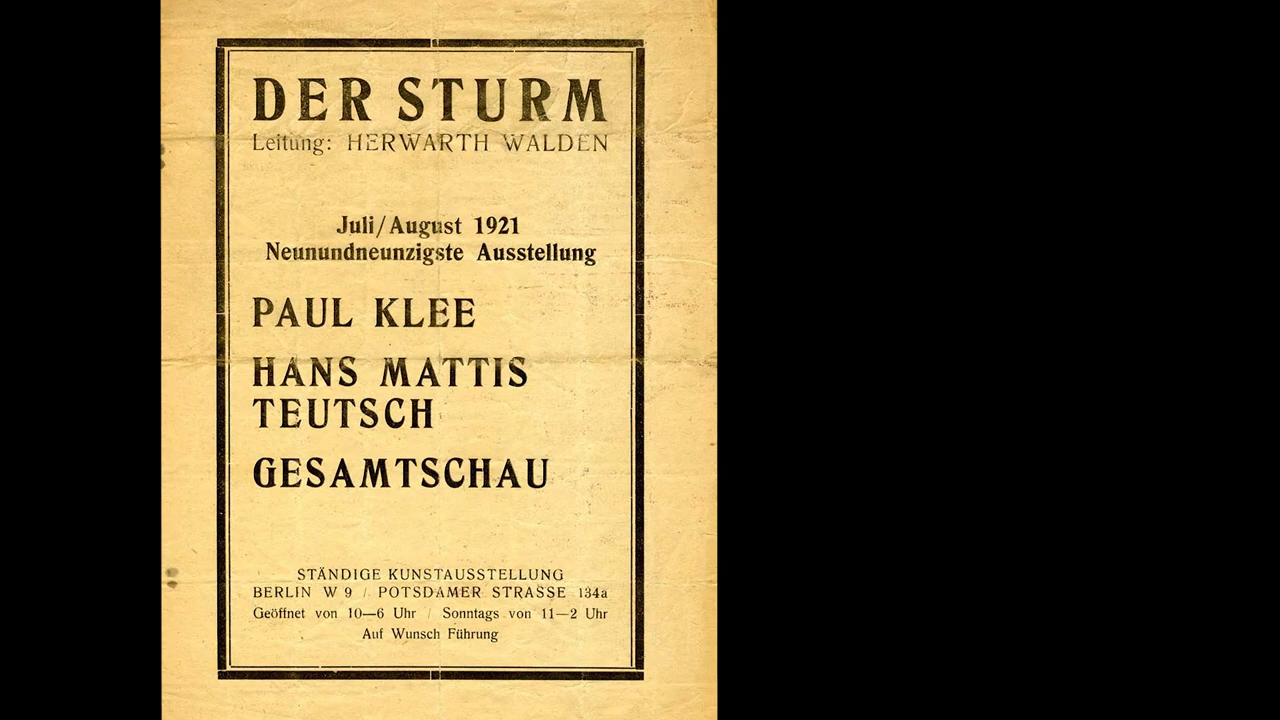 DER STURM
Leitung: HERWARTH WALDEN
Juli/August 1921
Neunundneunzigste Ausstellung
PAUL KLEE
HANS MATTIS
TEUTSCH
GESAMTSCHAU
STÄNDIGE KUNSTAUSSTELLUNG
BERLIN W 9 / POTSDAMER STRASSE 134a
Geöffnet von 10—6 Uhr / Sonntags von 11—2 Uhr
Auf Wunsch Führung